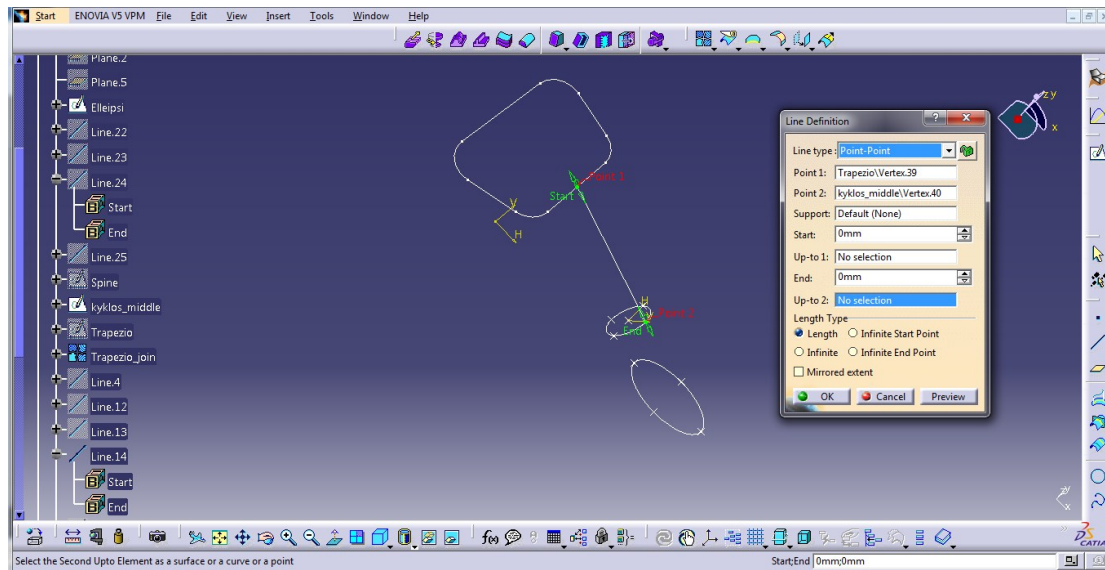 Start ENOVIA V5 VPM File Edit View Insert Tools Window Help
Plane.2
Plane.5
Elleipsi
Line.22
Line.23
Line.24
Start
End
Line.25
Spine
kyklos_middle
Trapezio
Trapezio_join
Line.4
Line.12
Line.13
Line.14
Start
End
Point 1
Start
V
H
H
Point 2
End
z y
x
Line Definition
Line type : Point-Point
Point 1: Trapezio\Vertex.39
Point 2: kyklos_middle\Vertex.40
Support: Default (None)
Start: 0mm
Up-to 1: No selection
End: 0mm
Up-to 2: No selection
Length Type
Length Infinite Start Point
Infinite Infinite End Point
Mirrored extent
OK Cancel Preview
f(x)
CATIA
Select the Second Upto Element as a surface or a curve or a point
Start;End 0mm;0mm